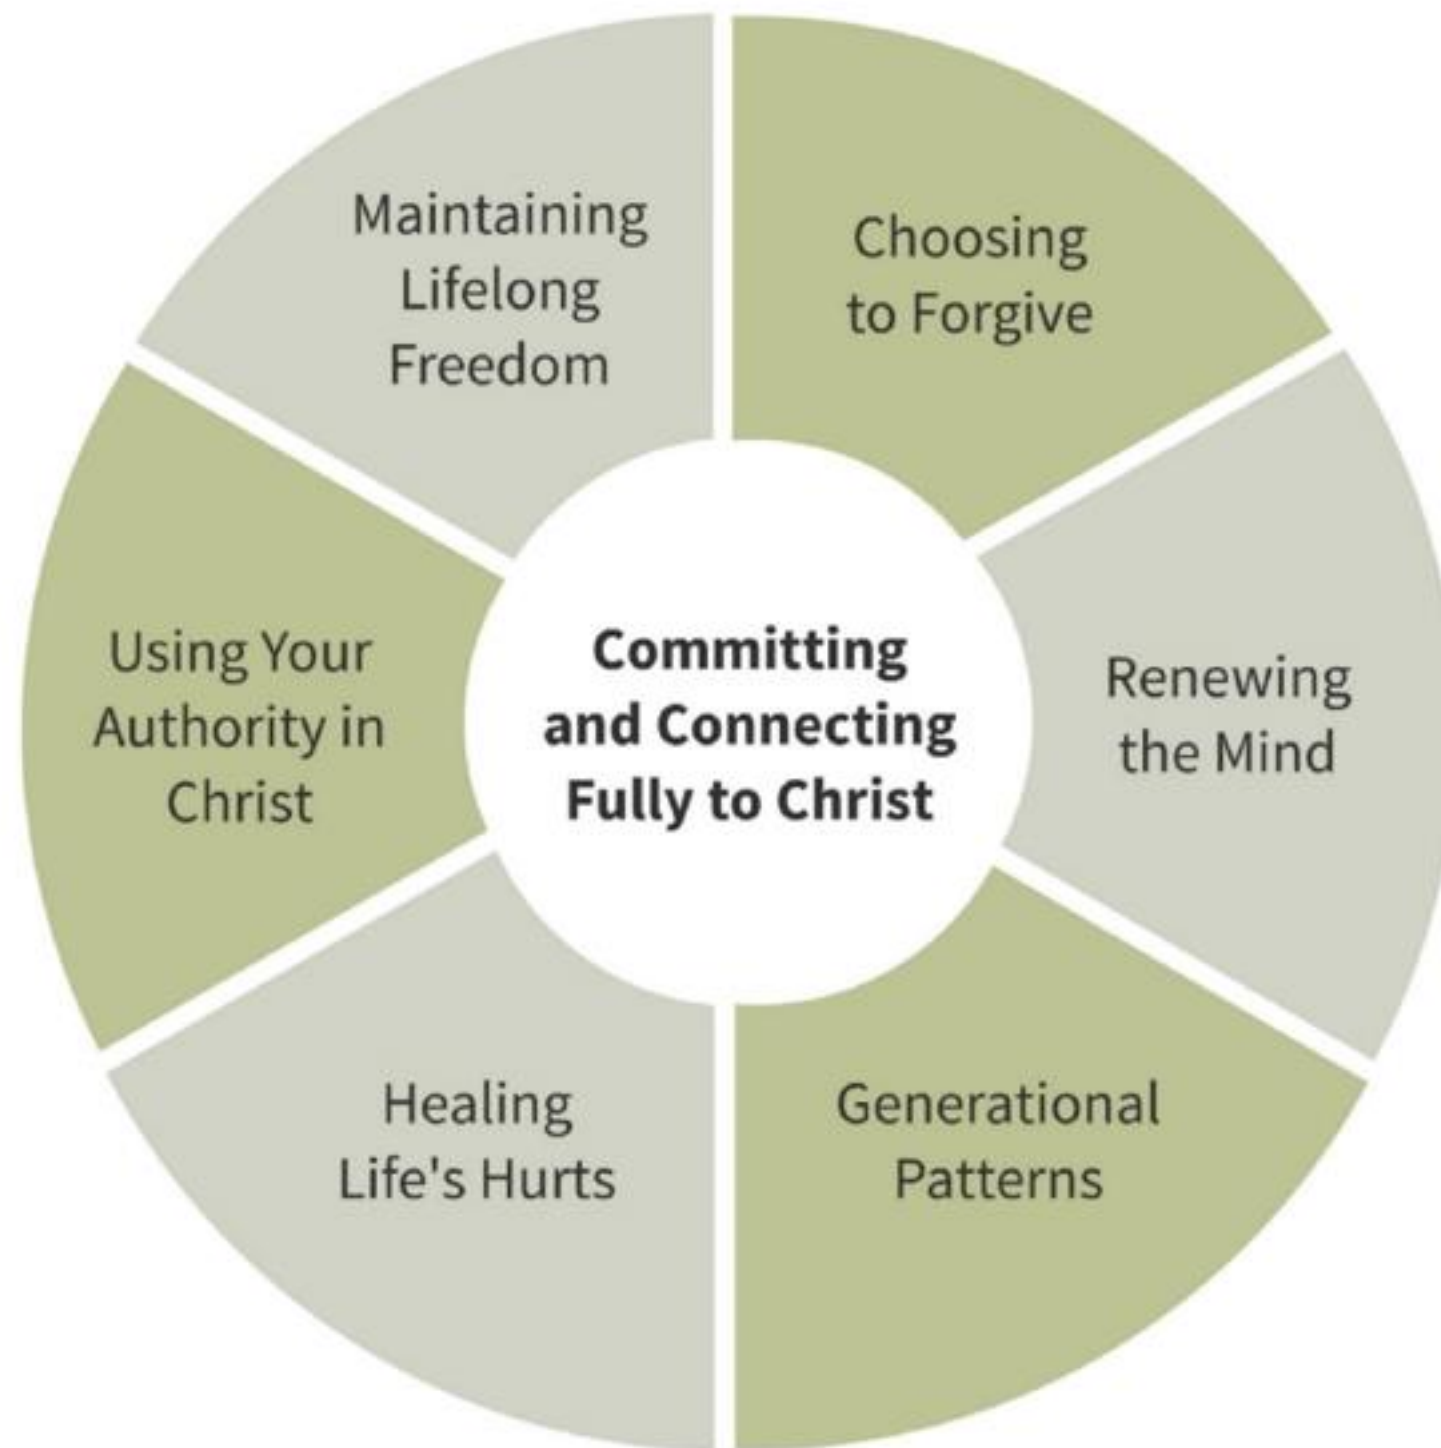 Maintaining
Lifelong
Freedom
Choosing
to Forgive
Using Your
Authority in
Christ
Committing
and Connecting
Fully to Christ
Renewing
the Mind
Healing
Life's Hurts
Generational
Patterns